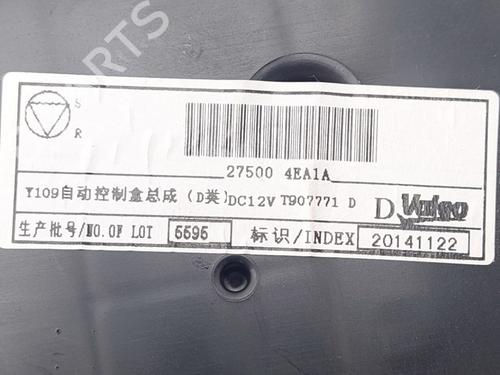 PARTS
S
R
27500 4EA1A
Y109自动控制盒总成 (D类) DC12V T907771 D
D Valeo
生产批号/NO.OF LOT 5595 标识/INDEX 20141122